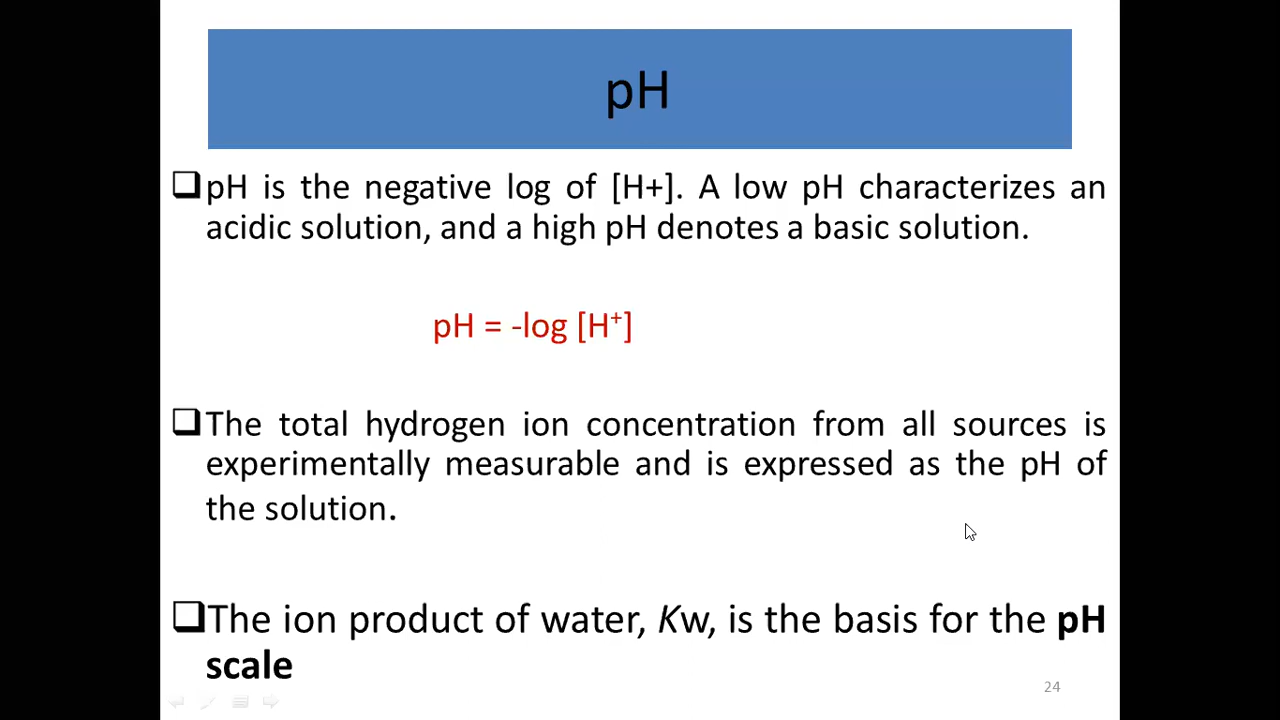 pH
❑pH is the negative log of [H+]. A low pH characterizes an
acidic solution, and a high pH denotes a basic solution.
pH = -log [H⁺]
❑The total hydrogen ion concentration from all sources is
experimentally measurable and is expressed as the pH of
the solution.
❑The ion product of water, Kw, is the basis for the pH
scale
24